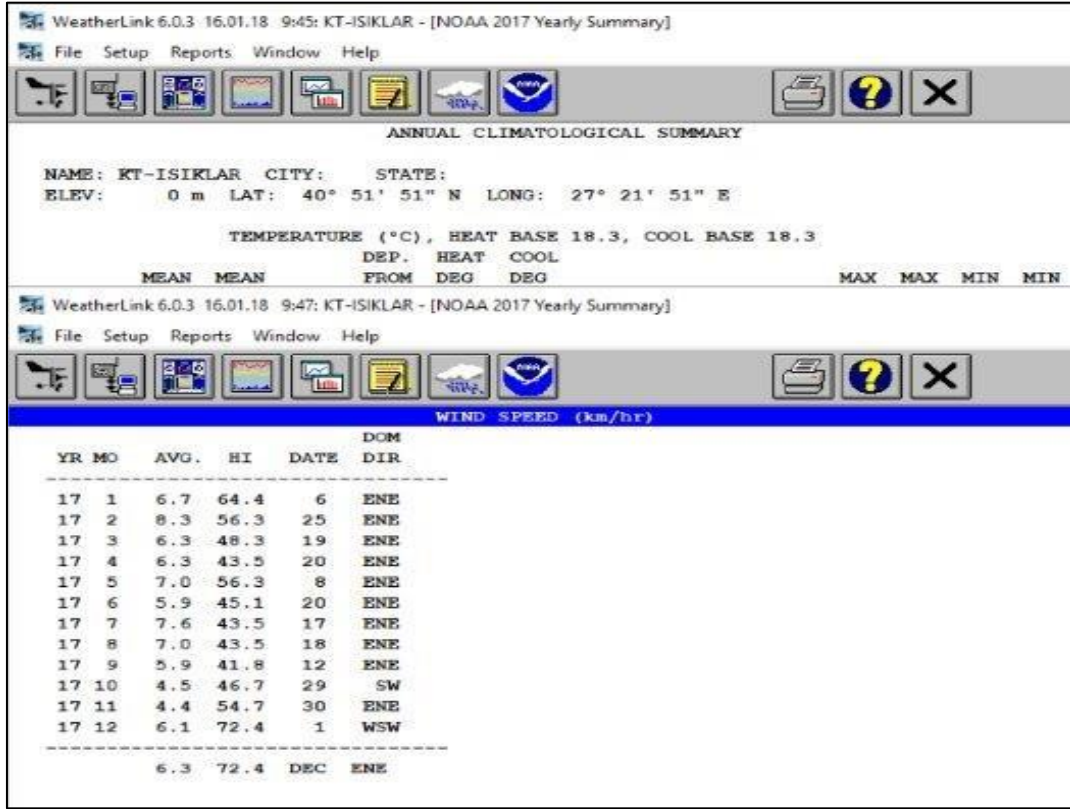 WeatherLink 6.0.3 16.01.18 9:45: KT-ISIKLAR - [NOAA 2017 Yearly Summary]
File Setup Reports Window Help
ANNUAL CLIMATOLOGICAL SUMMARY
NAME: KT-ISIKLAR CITY: STATE:
ELEV: 0 m LAT: 40° 51' 51" N LONG: 27° 21' 51" E
TEMPERATURE (°C), HEAT BASE 18.3, COOL BASE 18.3
DEP. HEAT COOL
MEAN MEAN FROM DEG DEG MAX MAX MIN MIN
WeatherLink 6.0.3 16.01.18 9:47: KT-ISIKLAR - [NOAA 2017 Yearly Summary]
File Setup Reports Window Help
WIND SPEED (km/hr)
DOM
YR MO AVG. HI DATE DIR
------------------------------------
17 1 6.7 64.4 6 ENE
17 2 8.3 56.3 25 ENE
17 3 6.3 48.3 19 ENE
17 4 6.3 43.5 20 ENE
17 5 7.0 56.3 8 ENE
17 6 5.9 45.1 20 ENE
17 7 7.6 43.5 17 ENE
17 8 7.0 43.5 18 ENE
17 9 5.9 41.8 12 ENE
17 10 4.5 46.7 29 SW
17 11 4.4 54.7 30 ENE
17 12 6.1 72.4 1 WSW
------------------------------------
6.3 72.4 DEC ENE